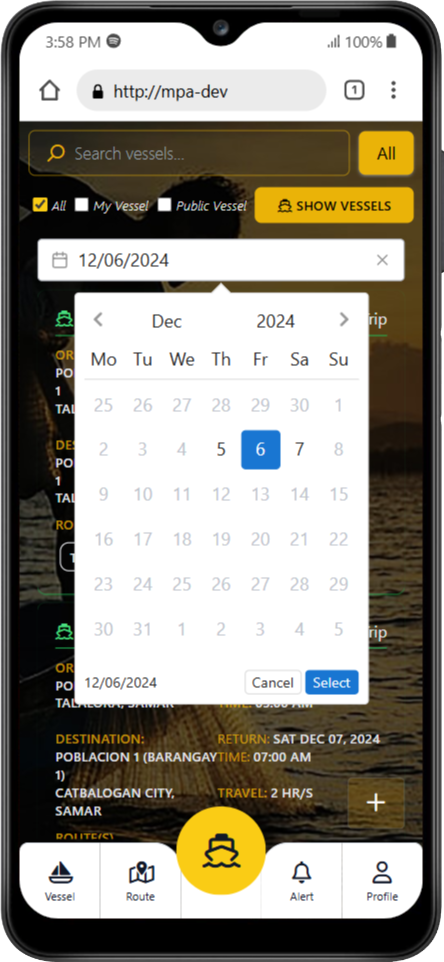 3:58 PM 100%
1
http://mpa-dev
Search vessels... All
All My Vessel Public Vessel SHOW VESSELS
12/06/2024
Dec 2024
Mo Tu We Th Fr Sa Su
25 26 27 28 29 30 1
2 3 4 5 6 7 8
9 10 11 12 13 14 15
16 17 18 19 20 21 22
23 24 25 26 27 28 29
30 31 1 2 3 4 5
12/06/2024 Cancel Select
DESTINATION: RETURN: SAT DEC 07, 2024
POBLACION 1 (BARANGAY TIME: 07:00 AM
1)
CATBALOGAN CITY, TRAVEL: 2 HR/S
SAMAR
ROUTE(S)
+
Vessel Route Alert Profile